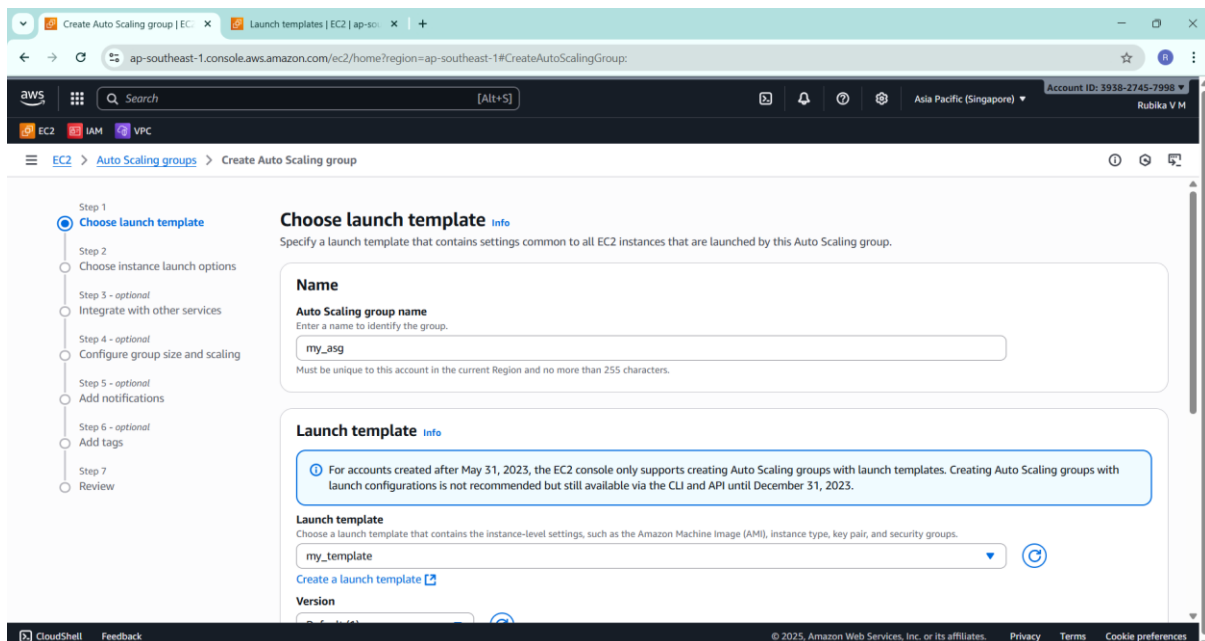 Create Auto Scaling group | EC2
Launch templates | EC2 | ap-sou
ap-southeast-1.console.aws.amazon.com/ec2/home?region=ap-southeast-1#CreateAutoScalingGroup:
R
aws
Search
[Alt+S]
Asia Pacific (Singapore)
Account ID: 3938-2745-7998
Rubika V M
EC2
IAM
VPC
EC2 > Auto Scaling groups > Create Auto Scaling group
Step 1
Choose launch template
Step 2
Choose instance launch options
Step 3 - optional
Integrate with other services
Step 4 - optional
Configure group size and scaling
Step 5 - optional
Add notifications
Step 6 - optional
Add tags
Step 7
Review
Choose launch template Info
Specify a launch template that contains settings common to all EC2 instances that are launched by this Auto Scaling group.
Name
Auto Scaling group name
Enter a name to identify the group.
my_asg
Must be unique to this account in the current Region and no more than 255 characters.
Launch template Info
For accounts created after May 31, 2023, the EC2 console only supports creating Auto Scaling groups with launch templates. Creating Auto Scaling groups with
launch configurations is not recommended but still available via the CLI and API until December 31, 2023.
Launch template
Choose a launch template that contains the instance-level settings, such as the Amazon Machine Image (AMI), instance type, key pair, and security groups.
my_template
Create a launch template
Version
Default (1)
CloudShell
Feedback
© 2025, Amazon Web Services, Inc. or its affiliates.
Privacy
Terms
Cookie preferences